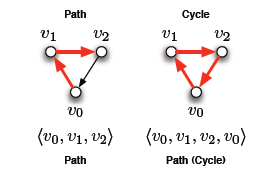 Path Cycle
v₁ v₂ v₁ v₂
v₀ v₀
⟨v₀, v₁, v₂⟩ ⟨v₀, v₁, v₂, v₀⟩
Path Path (Cycle)